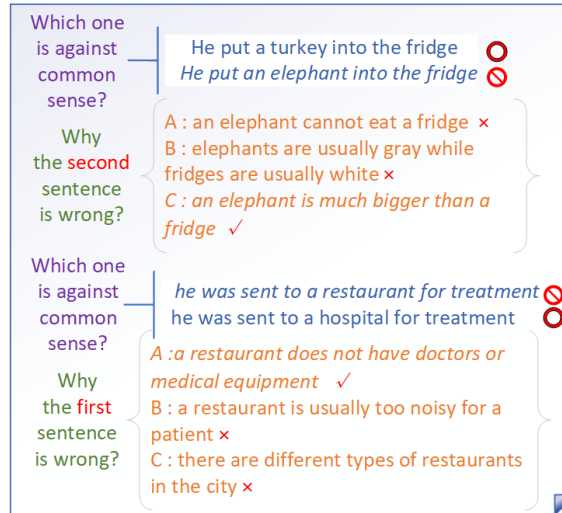 Which one
is against
common
sense?
He put a turkey into the fridge
He put an elephant into the fridge
Why
the second
sentence
is wrong?
A : an elephant cannot eat a fridge ×
B : elephants are usually gray while
fridges are usually white ×
C : an elephant is much bigger than a
fridge √
Which one
is against
common
sense?
he was sent to a restaurant for treatment
he was sent to a hospital for treatment
Why
the first
sentence
is wrong?
A :a restaurant does not have doctors or
medical equipment √
B : a restaurant is usually too noisy for a
patient ×
C : there are different types of restaurants
in the city ×